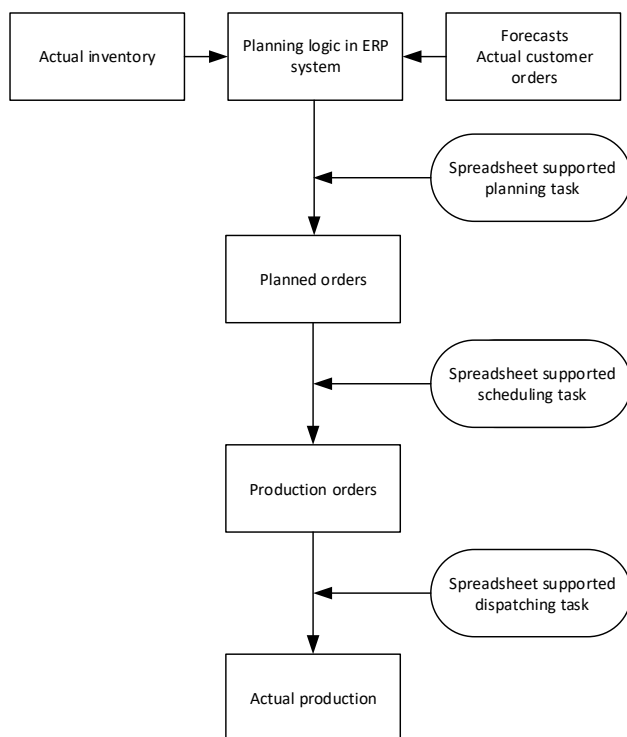 Actual inventory
Planning logic in ERP
system
Forecasts
Actual customer
orders
Spreadsheet supported
planning task
Planned orders
Spreadsheet supported
scheduling task
Production orders
Spreadsheet supported
dispatching task
Actual production